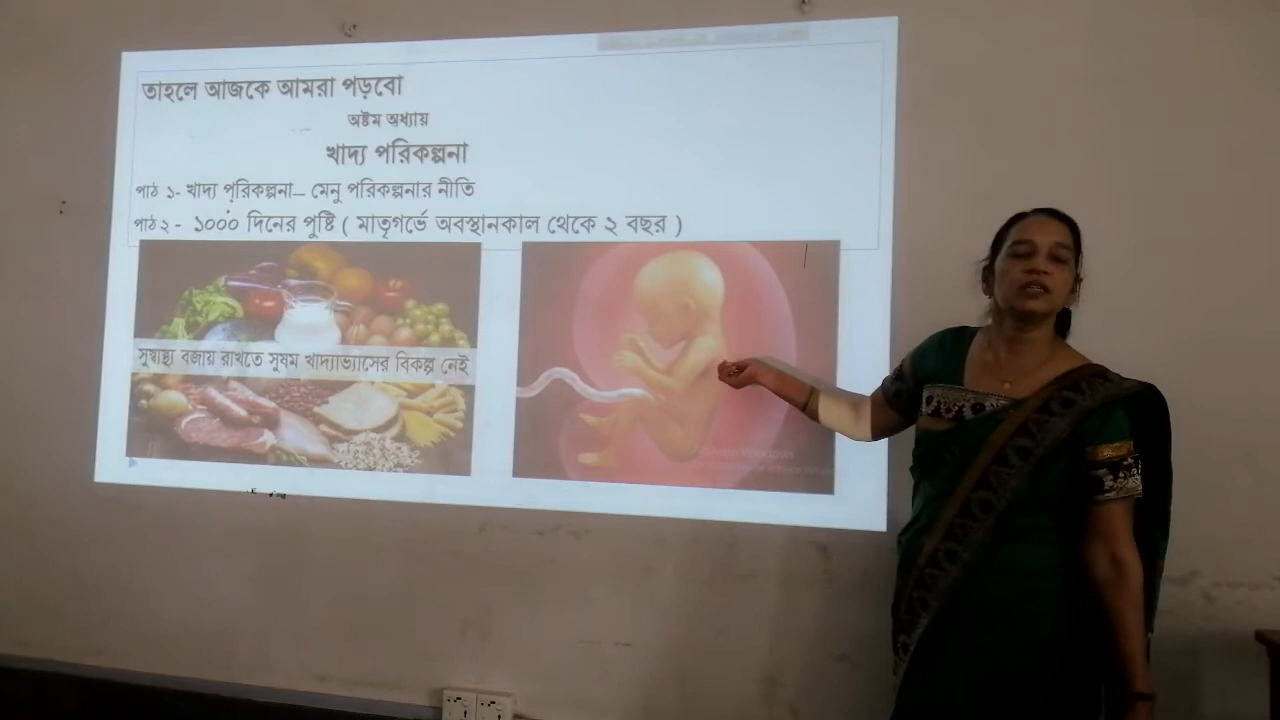 তাহলে আজকে আমরা পড়বো
অষ্টম অধ্যায়
খাদ্য পরিকল্পনা
পাঠ ১- খাদ্য পরিকল্পনা– মেনু পরিকল্পনার নীতি
পাঠ ২ - ১০০০ দিনের পুষ্টি ( মাতৃগর্ভে অবস্থানকাল থেকে ২ বছর )
সুস্বাস্থ্য বজায় রাখতে সুষম খাদ্যাভ্যাসের বিকল্প নেই